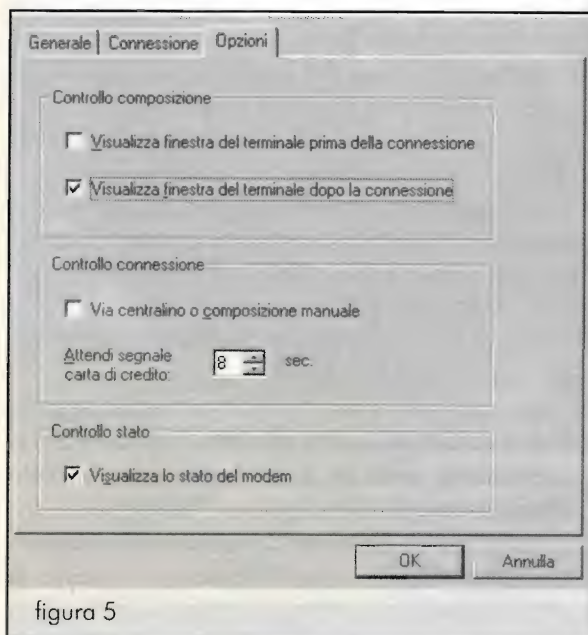 Generale Connessione Opzioni
Controllo composizione
Visualizza finestra del terminale prima della connessione
Visualizza finestra del terminale dopo la connessione
Controllo connessione
Via centralino o composizione manuale
Attendi segnale
carta di credito: 8 sec.
Controllo stato
Visualizza lo stato del modem
OK Annulla
figura 5